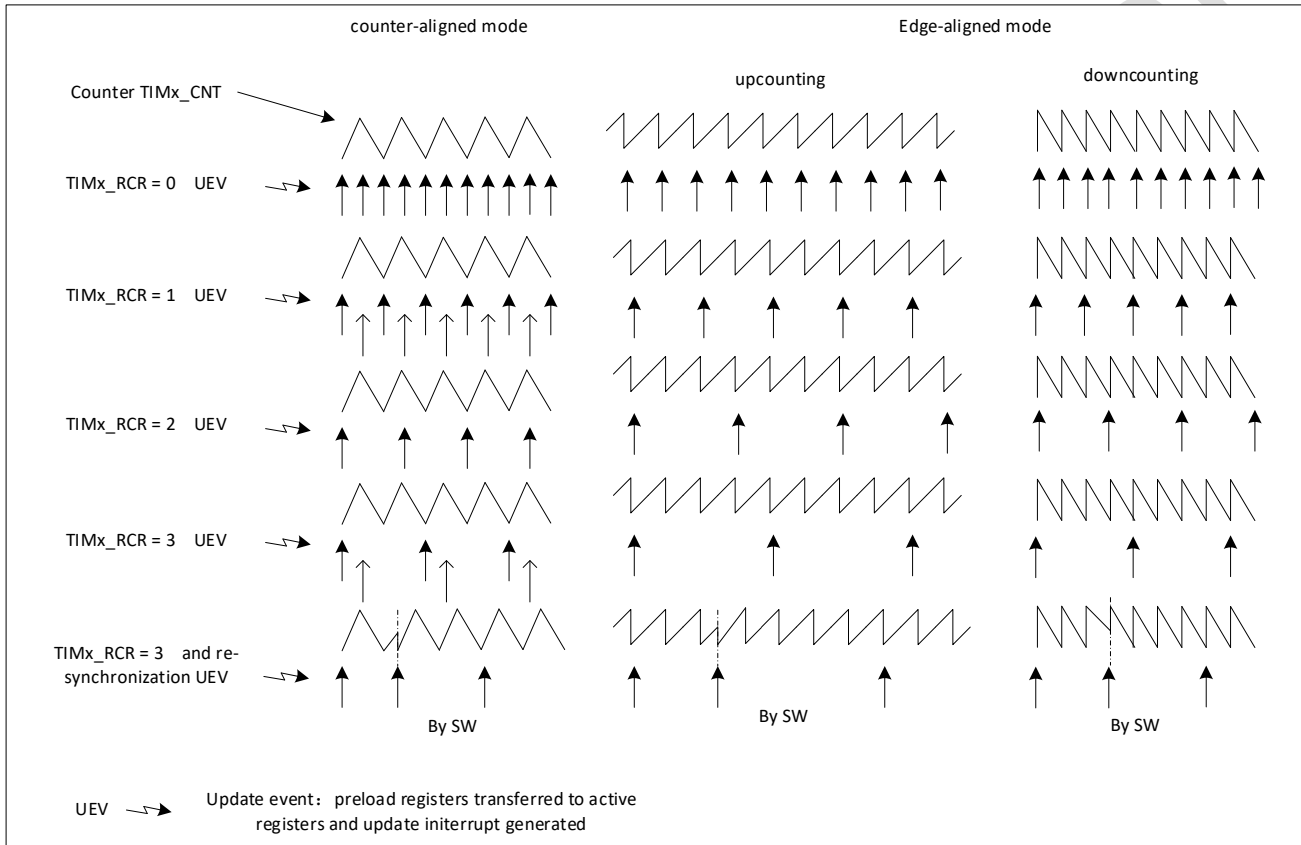 counter-aligned mode
Edge-aligned mode
upcounting
downcounting
Counter TIMx_CNT
TIMx_RCR = 0 UEV
TIMx_RCR = 1 UEV
TIMx_RCR = 2 UEV
TIMx_RCR = 3 UEV
TIMx_RCR = 3 and re-
synchronization UEV
By SW
By SW
By SW
UEV
Update event: preload registers transferred to active
registers and update initerrupt generated